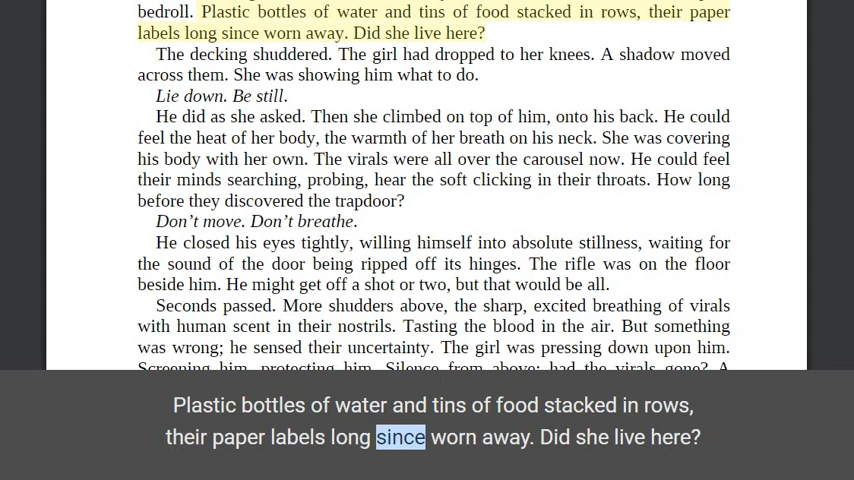 bedroll. Plastic bottles of water and tins of food stacked in rows, their paper
labels long since worn away. Did she live here?
The decking shuddered. The girl had dropped to her knees. A shadow moved
across them. She was showing him what to do.
Lie down. Be still.
He did as she asked. Then she climbed on top of him, onto his back. He could
feel the heat of her body, the warmth of her breath on his neck. She was covering
his body with her own. The virals were all over the carousel now. He could feel
their minds searching, probing, hear the soft clicking in their throats. How long
before they discovered the trapdoor?
Don’t move. Don’t breathe.
He closed his eyes tightly, willing himself into absolute stillness, waiting for
the sound of the door being ripped off its hinges. The rifle was on the floor
beside him. He might get off a shot or two, but that would be all.
Seconds passed. More shudders above, the sharp, excited breathing of virals
with human scent in their nostrils. Tasting the blood in the air. But something
was wrong; he sensed their uncertainty. The girl was pressing down upon him.
Screening him, protecting him. Silence from above; had the virals gone? A
Plastic bottles of water and tins of food stacked in rows,
their paper labels long since worn away. Did she live here?